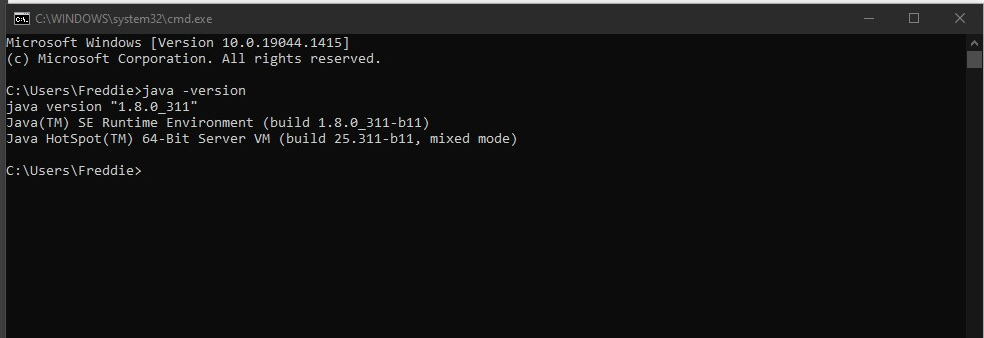 C:\WINDOWS\system32\cmd.exe
Microsoft Windows [Version 10.0.19044.1415]
(c) Microsoft Corporation. All rights reserved.
C:\Users\Freddie>java -version
java version "1.8.0_311"
Java(TM) SE Runtime Environment (build 1.8.0_311-b11)
Java HotSpot(TM) 64-Bit Server VM (build 25.311-b11, mixed mode)
C:\Users\Freddie>